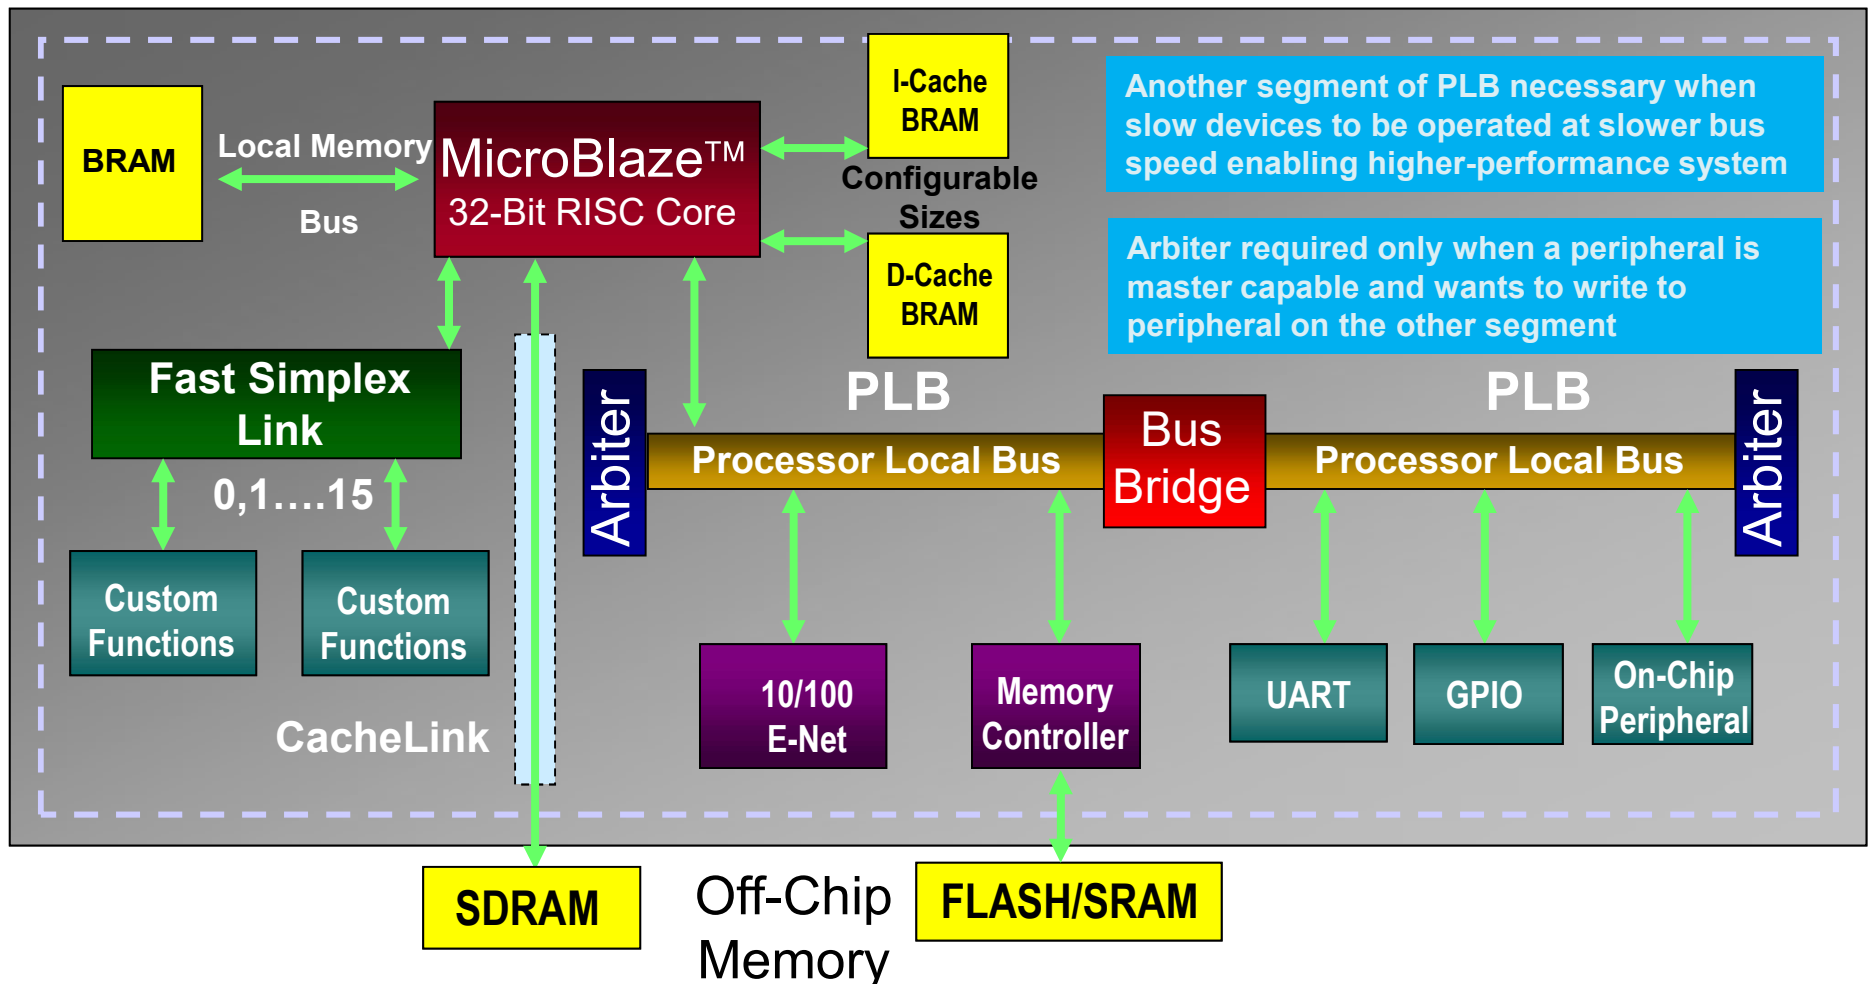 BRAM
Local Memory
Bus
MicroBlaze™
32-Bit RISC Core
I-Cache
BRAM
Configurable
Sizes
D-Cache
BRAM
Another segment of PLB necessary when
slow devices to be operated at slower bus
speed enabling higher-performance system
Arbiter required only when a peripheral is
master capable and wants to write to
peripheral on the other segment
Fast Simplex
Link
0,1....15
Custom
Functions
Custom
Functions
CacheLink
Arbiter
PLB
Processor Local Bus
Bus
Bridge
PLB
Processor Local Bus
Arbiter
10/100
E-Net
Memory
Controller
UART
GPIO
On-Chip
Peripheral
SDRAM
Off-Chip
Memory
FLASH/SRAM